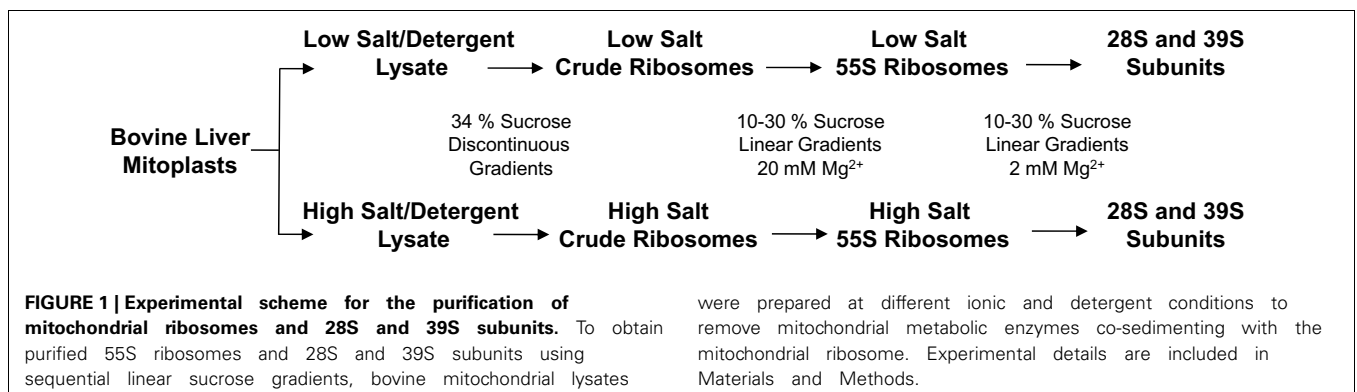 Low Salt/Detergent Lysate
Low Salt Crude Ribosomes
Low Salt 55S Ribosomes
28S and 39S Subunits
Bovine Liver Mitoplasts
34 % Sucrose Discontinuous Gradients
10-30 % Sucrose Linear Gradients 20 mM Mg2+
10-30 % Sucrose Linear Gradients 2 mM Mg2+
High Salt/Detergent Lysate
High Salt Crude Ribosomes
High Salt 55S Ribosomes
28S and 39S Subunits
FIGURE 1 | Experimental scheme for the purification of
mitochondrial ribosomes and 28S and 39S subunits. To obtain
purified 55S ribosomes and 28S and 39S subunits using
sequential linear sucrose gradients, bovine mitochondrial lysates
were prepared at different ionic and detergent conditions to
remove mitochondrial metabolic enzymes co-sedimenting with the
mitochondrial ribosome. Experimental details are included in
Materials and Methods.